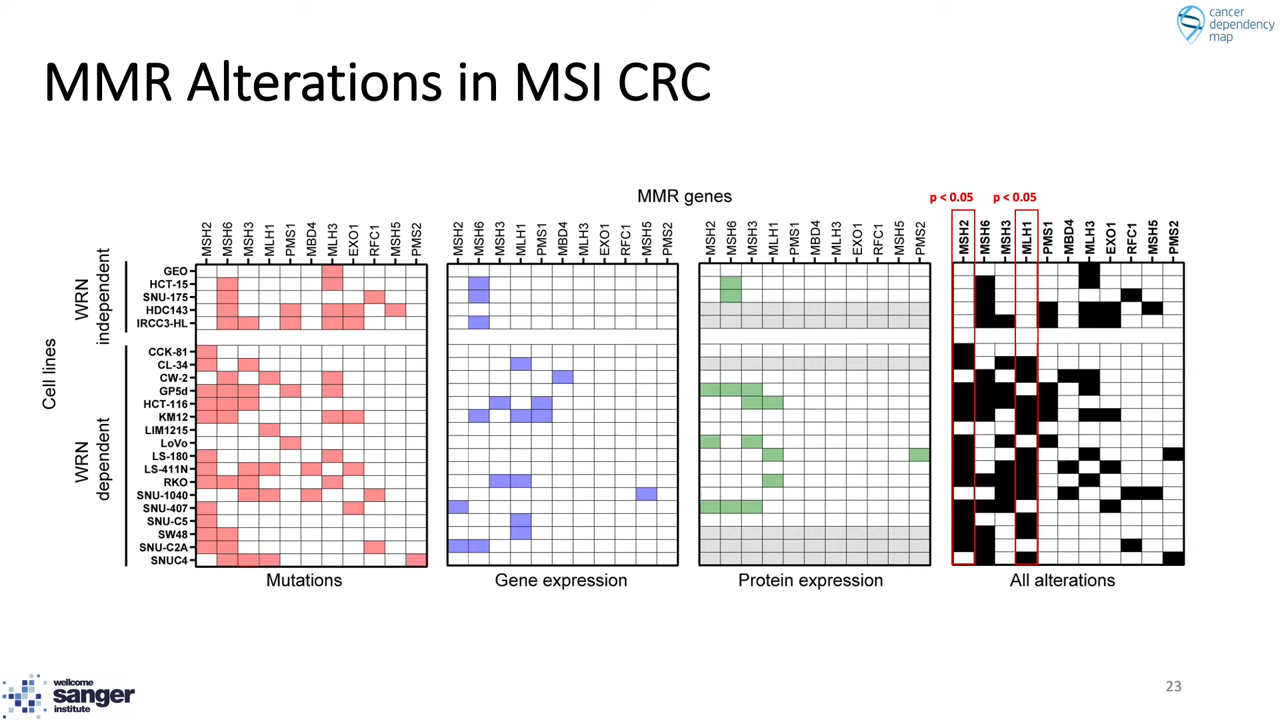 cancer
dependency
map
MMR Alterations in MSI CRC
MMR genes
p < 0.05 p < 0.05
MSH2 MSH6 MSH3 MLH1 PMS1 MBD4 MLH3 EXO1 RFC1 MSH5 PMS2
MSH2 MSH6 MSH3 MLH1 PMS1 MBD4 MLH3 EXO1 RFC1 MSH5 PMS2
MSH2 MSH6 MSH3 MLH1 PMS1 MBD4 MLH3 EXO1 RFC1 MSH5 PMS2
MSH2 MSH6 MSH3 MLH1 PMS1 MBD4 MLH3 EXO1 RFC1 MSH5 PMS2
Cell lines
WRN
independent
GEO
HCT-15
SNU-175
HDC143
IRCC3-HL
WRN
dependent
CCK-81
CL-34
CW-2
GP5d
HCT-116
KM12
LIM1215
LoVo
LS-180
LS-411N
RKO
SNU-1040
SNU-407
SNU-C5
SW48
SNU-C2A
SNUC4
Mutations
Gene expression
Protein expression
All alterations
wellcome
sanger
institute
23